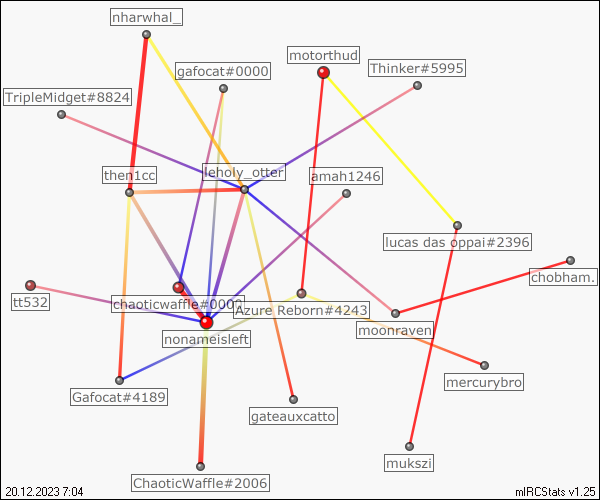 nharwhal_
gafocat#0000
motorthud
Thinker#5995
TripleMidget#8824
then1cc
leholy_otter
amah1246
lucas das oppai#2396
chobham.
tt532
chaoticwaffle#0000
Azure Reborn#4243
moonraven
nonameisleft
mercurybro
Gafocat#4189
gateauxcatto
mukszi
ChaoticWaffle#2006
20.12.2023 7:04
mIRCStats v1.25